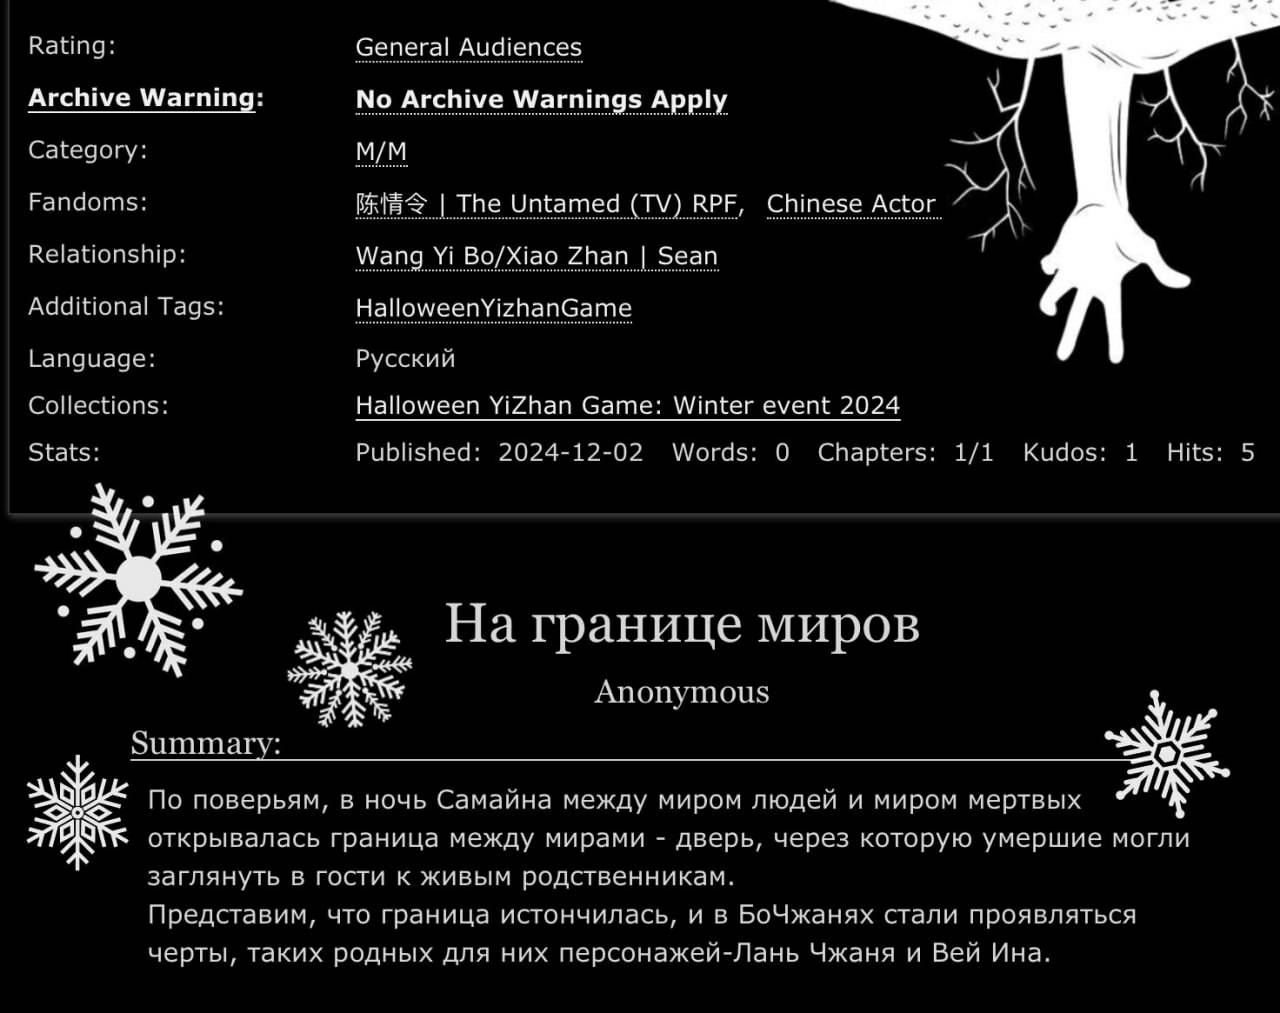 Rating: General Audiences
Archive Warning: No Archive Warnings Apply
Category: M/M
Fandoms: 陈情令 | The Untamed (TV) RPF, Chinese Actor
Relationship: Wang Yi Bo/Xiao Zhan | Sean
Additional Tags: HalloweenYizhanGame
Language: Русский
Collections: Halloween YiZhan Game: Winter event 2024
Stats: Published: 2024-12-02 Words: 0 Chapters: 1/1 Kudos: 1 Hits: 5
На границе миров
Anonymous
Summary:
По поверьям, в ночь Самайна между миром людей и миром мертвых
открывалась граница между мирами - дверь, через которую умершие могли
заглянуть в гости к живым родственникам.
Представим, что граница истончилась, и в БоЧжанях стали проявляться
черты, таких родных для них персонажей-Лань Чжаня и Вей Ина.